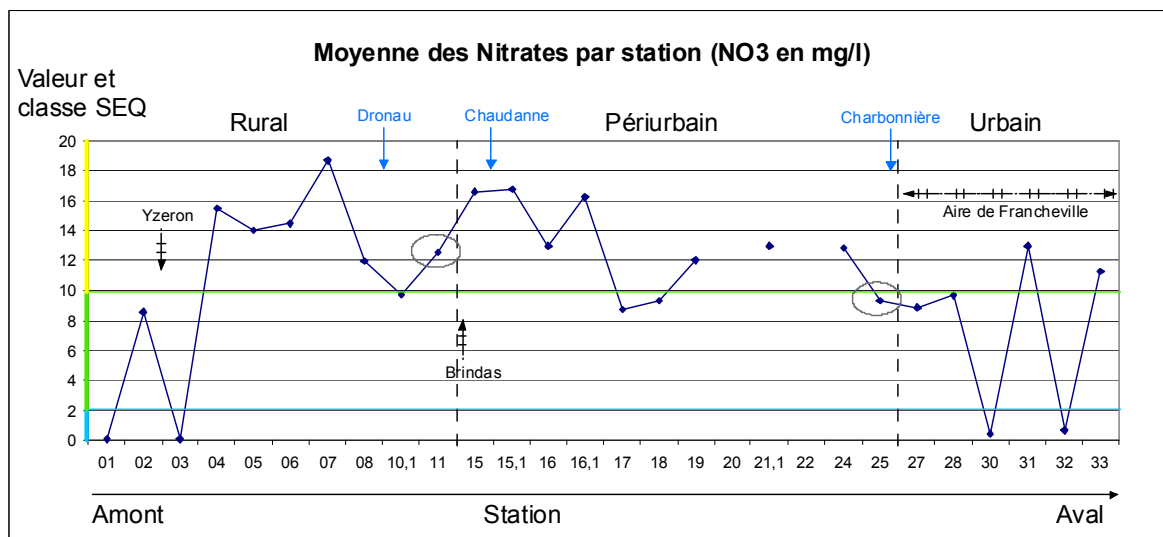 Moyenne des Nitrates par station (NO3 en mg/l)
Valeur et
classe SEQ
Rural
Dronau
Chaudanne
Périurbain
Charbonnière
Urbain
20
18
16
14
12
10
8
6
4
2
0
Yzeron
Brindas
Aire de Francheville
01 02 03 04 05 06 07 08 10,1 11 15 15,1 16 16,1 17 18 19 20 21,1 22 24 25 27 28 30 31 32 33
Amont Station Aval